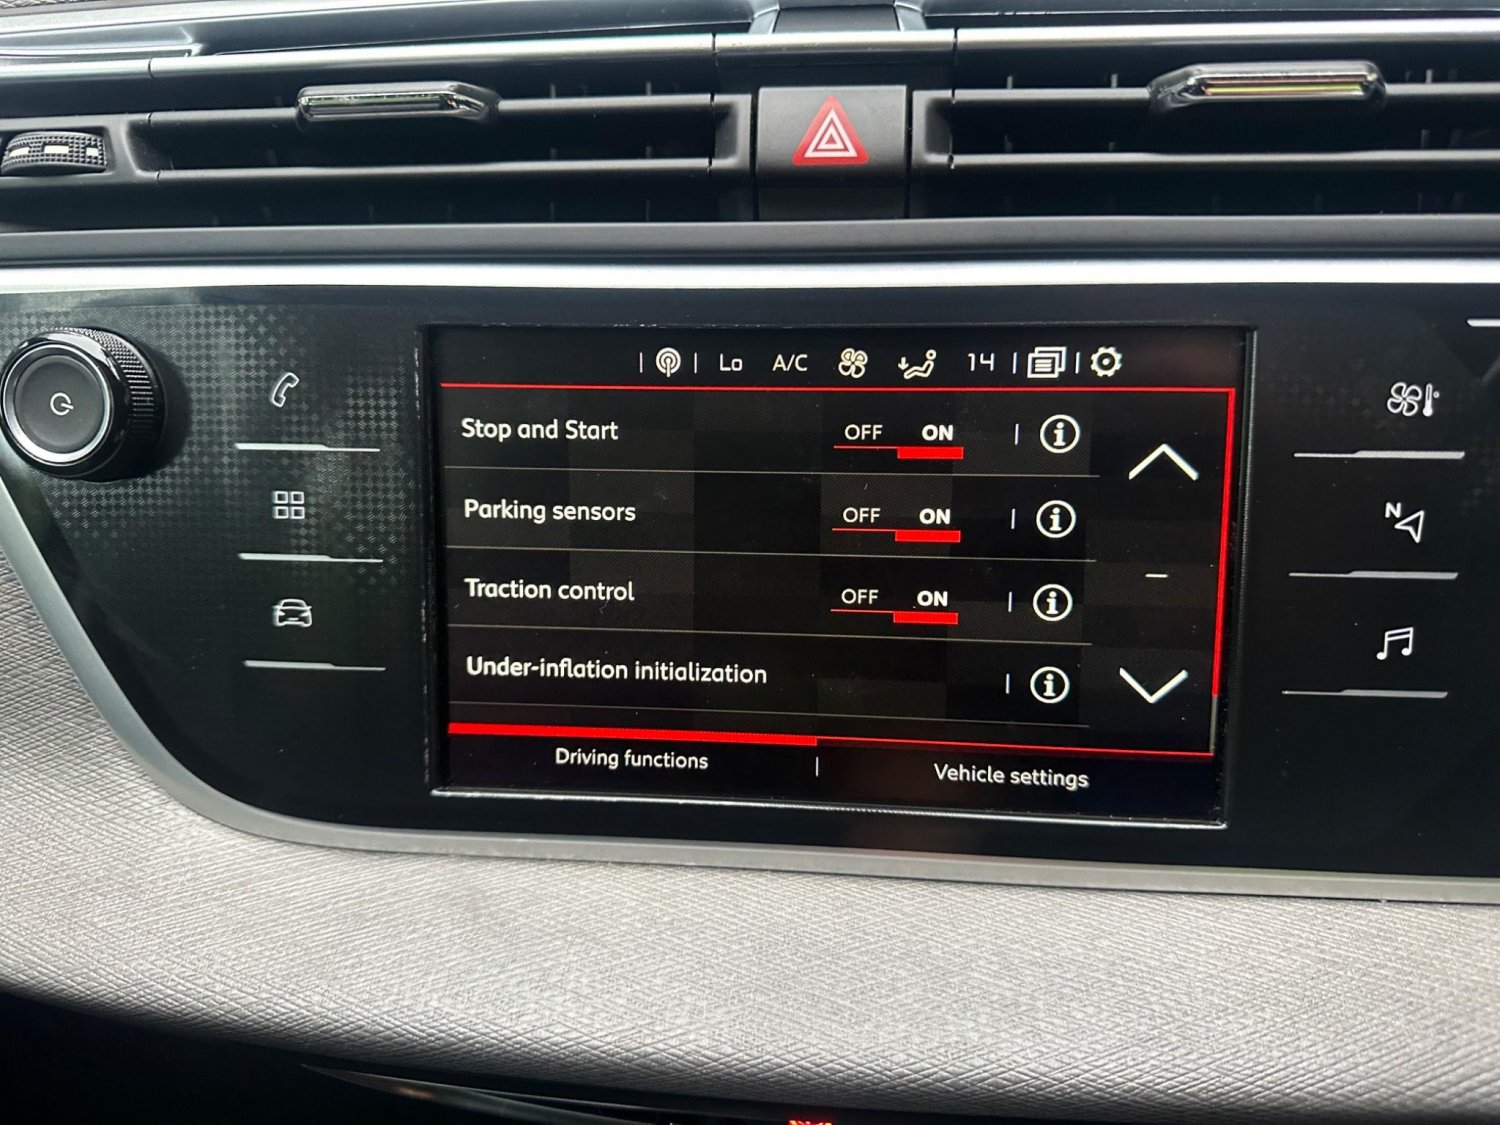 Lo A/C 14
Stop and Start OFF ON
Parking sensors OFF ON
Traction control OFF ON
Under-inflation initialization
Driving functions Vehicle settings
N